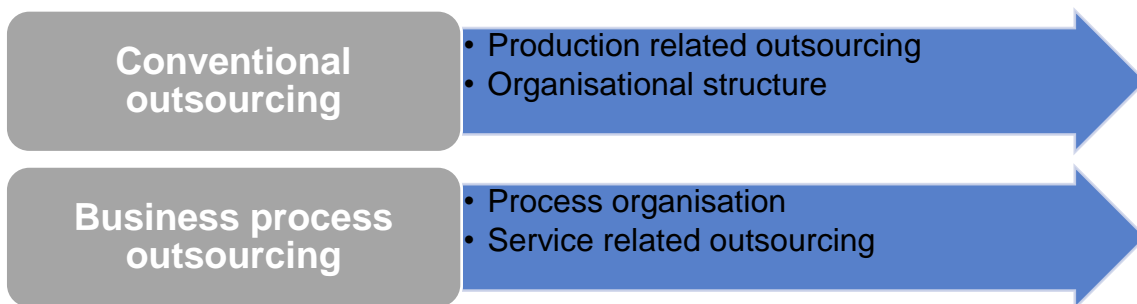 Conventional
outsourcing
• Production related outsourcing
• Organisational structure
Business process
outsourcing
• Process organisation
• Service related outsourcing